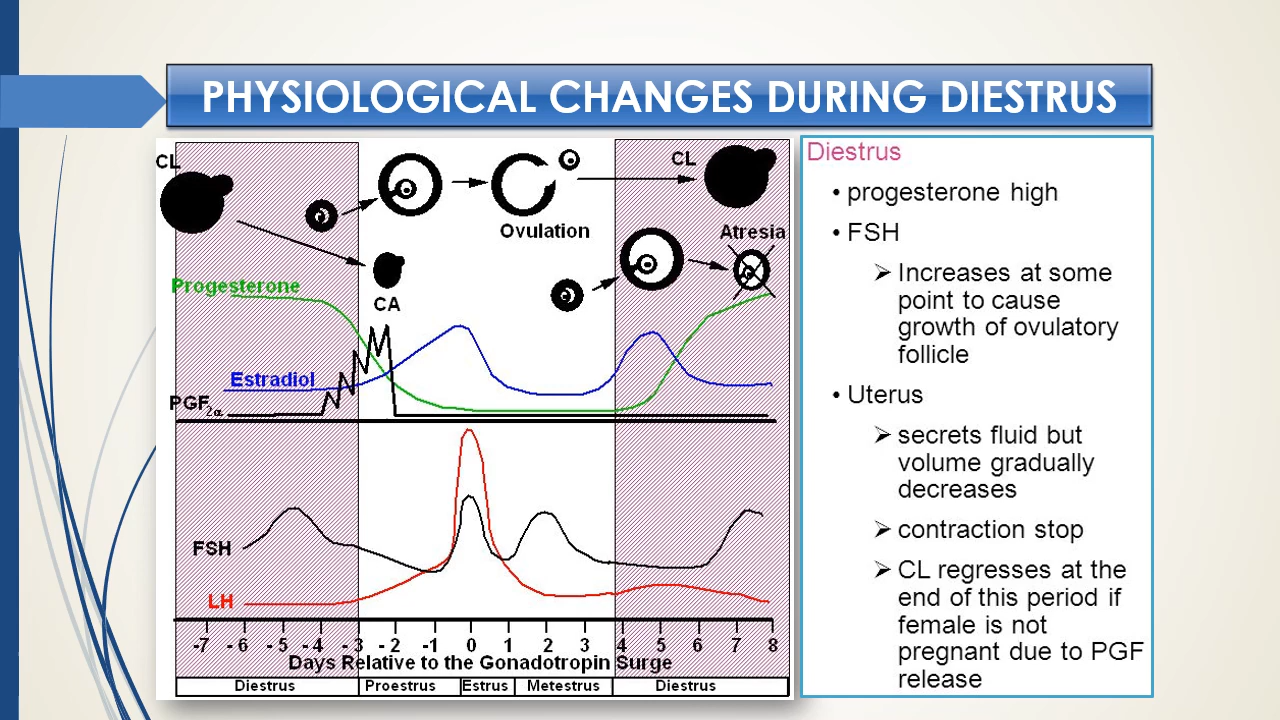 PHYSIOLOGICAL CHANGES DURING DIESTRUS
CL
CL
Ovulation
Atresia
CA
Progesterone
Estradiol
PGF2α
FSH
LH
-7 -6 -5 -4 -3 -2 -1 0 1 2 3 4 5 6 7 8
Days Relative to the Gonadotropin Surge
Diestrus Proestrus Estrus Metestrus Diestrus
Diestrus
• progesterone high
• FSH
➢ Increases at some
point to cause
growth of ovulatory
follicle
• Uterus
➢ secrets fluid but
volume gradually
decreases
➢ contraction stop
➢ CL regresses at the
end of this period if
female is not
pregnant due to PGF
release